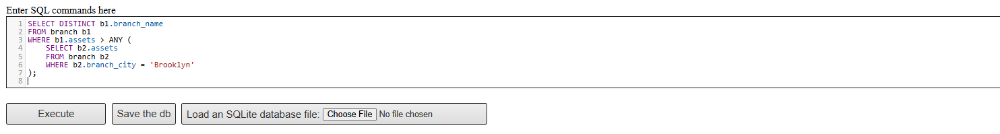 Enter SQL commands here
1 SELECT DISTINCT b1.branch_name
2 FROM branch b1
3 WHERE b1.assets > ANY (
4     SELECT b2.assets
5     FROM branch b2
6     WHERE b2.branch_city = 'Brooklyn'
7 );
8
Execute Save the db Load an SQLite database file: Choose File No file chosen